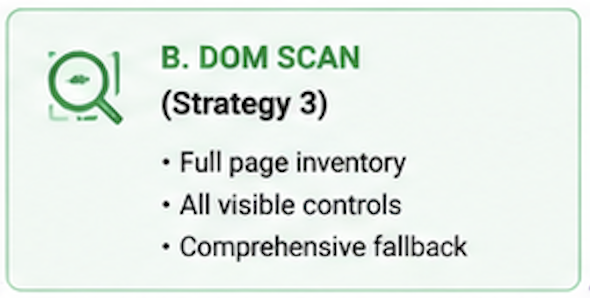 B. DOM SCAN
(Strategy 3)
• Full page inventory
• All visible controls
• Comprehensive fallback